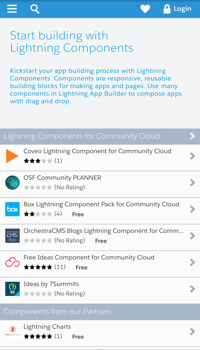 Login
Start building with
Lightning Components
Kickstart your app building process with Lightning
Components. Components are responsive, reusable
building blocks for making apps and pages. Use many
components in Lightning App Builder to compose apps
with drag and drop.
Lightning Components for Community Cloud
Coveo Lightning Component for Community Cloud
(1)
OSF Community PLANNER
(No Rating)
box
Box Lightning Component Pack for Community Cloud
(4) Free
OrchestraCMS Blogs Lightning Component for Comm...
(No Rating) Free
Free Ideas Component for Community Cloud
(11) Free
Ideas by 7Summits
(No Rating)
Components from our Partners
Lightning Charts
(1) Free